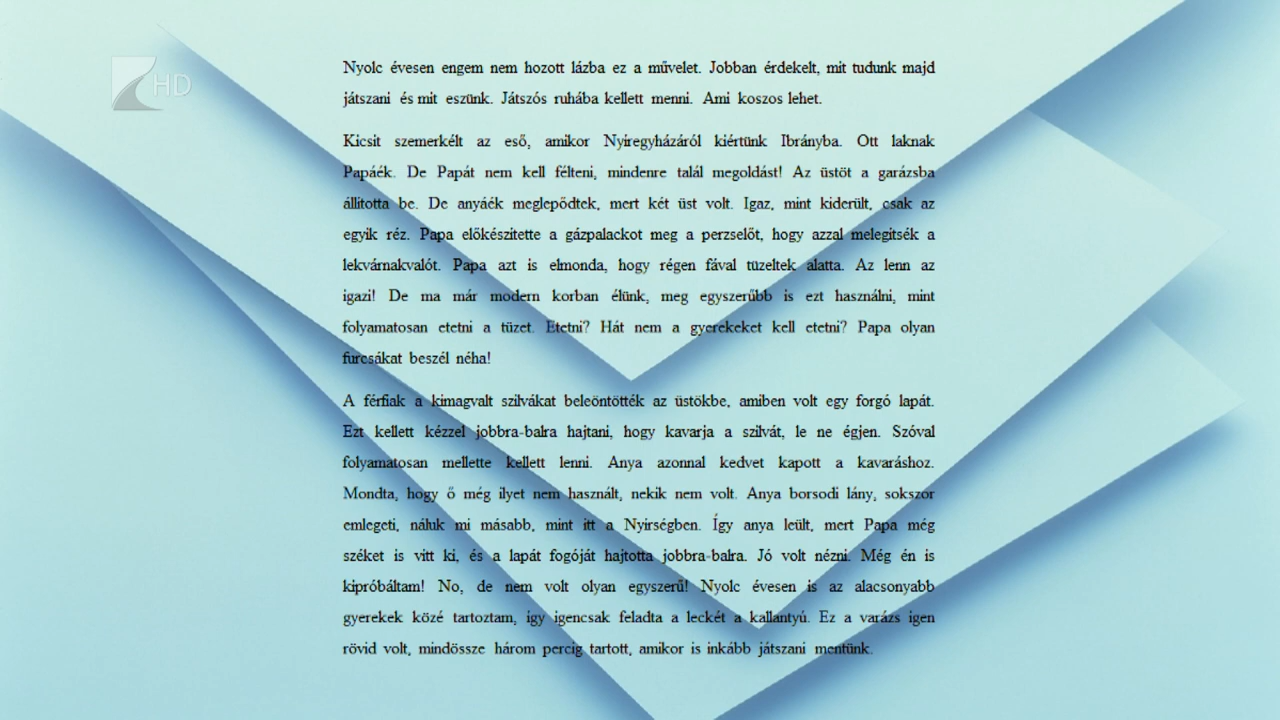 HD
Nyolc évesen engem nem hozott lázba ez a művelet. Jobban érdekelt, mit tudunk majd
játszani és mit eszünk. Játszós ruhába kellett menni. Ami koszos lehet.
Kicsit szemerkélt az eső, amikor Nyíregyházáról kiértünk Ibrányba. Ott laknak
Papáék. De Papát nem kell félteni, mindenre talál megoldást! Az üstöt a garázsba
állította be. De anyáék meglepődtek, mert két üst volt. Igaz, mint kiderült, csak az
egyik réz. Papa előkészítette a gázpalackot meg a perzselőt, hogy azzal melegítsék a
lekvárnakvalót. Papa azt is elmonda, hogy régen fával tüzeltek alatta. Az lenn az
igazi! De ma már modern korban élünk, meg egyszerűbb is ezt használni, mint
folyamatosan etetni a tüzet. Etetni? Hát nem a gyerekeket kell etetni? Papa olyan
furcsákat beszél néha!
A férfiak a kimagvalt szilvákat beleöntötték az üstökbe, amiben volt egy forgó lapát.
Ezt kellett kézzel jobbra-balra hajtani, hogy kavarja a szilvát, le ne égjen. Szóval
folyamatosan mellette kellett lenni. Anya azonnal kedvet kapott a kavaráshoz.
Mondta, hogy ő még ilyet nem használt, nekik nem volt. Anya borsodi lány, sokszor
emlegeti, náluk mi másabb, mint itt a Nyírségben. Így anya leült, mert Papa még
széket is vitt ki, és a lapát fogóját hajtotta jobbra-balra. Jó volt nézni. Még én is
kipróbáltam! No, de nem volt olyan egyszerű! Nyolc évesen is az alacsonyabb
gyerekek közé tartoztam, így igencsak feladta a leckét a kallantyú. Ez a varázs igen
rövid volt, mindössze három percig tartott, amikor is inkább játszani mentünk.